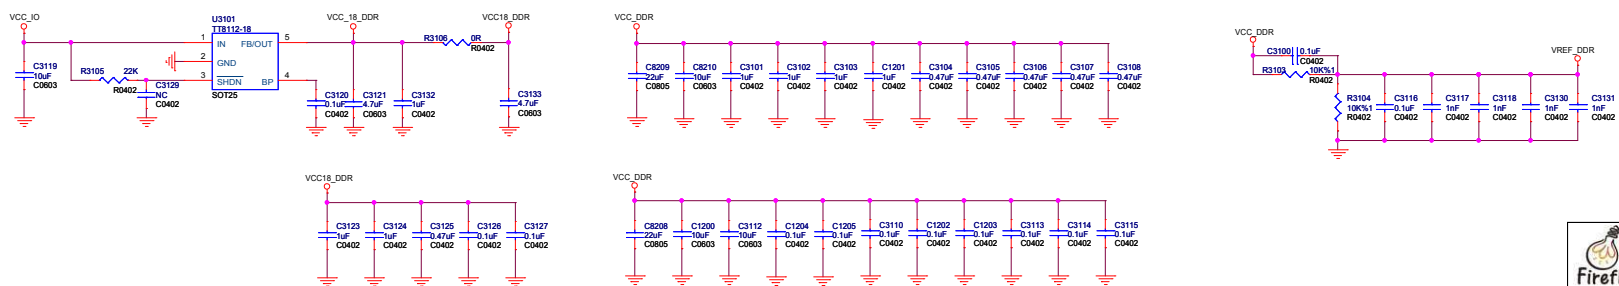 VCC_IO
U3101
TT8112-18
1 IN FB/OUT 5
2 GND
3 SHDN BP 4
SOT25
C3119
10uF
C0603
R3105 22K
R0402
C3129
NC
C0402
VCC_18_DDR
C3120
0.1uF
C0402
C3121
4.7uF
C0603
C3132
1uF
C0402
R3106 0R
R0402
VCC18_DDR
C3133
4.7uF
C0603
VCC_DDR
C8209
22uF
C0805
C8210
10uF
C0603
C3101
1uF
C0402
C3102
1uF
C0402
C3103
1uF
C0402
C1201
1uF
C0402
C3104
0.47uF
C0402
C3105
0.47uF
C0402
C3106
0.47uF
C0402
C3107
0.47uF
C0402
C3108
0.47uF
C0402
VCC_DDR
C3100 0.1uF
C0402
R3103 10K%1
R0402
VREF_DDR
R3104
10K%1
R0402
C3116
0.1uF
C0402
C3117
1nF
C0402
C3118
1nF
C0402
C3130
1nF
C0402
C3131
1nF
C0402
VCC18_DDR
C3123
1uF
C0402
C3124
1uF
C0402
C3125
0.47uF
C0402
C3126
0.1uF
C0402
C3127
0.1uF
C0402
VCC_DDR
C8208
22uF
C0805
C1200
10uF
C0603
C3112
10uF
C0603
C1204
0.1uF
C0402
C1205
0.1uF
C0402
C3110
0.1uF
C0402
C1202
0.1uF
C0402
C1203
0.1uF
C0402
C3113
0.1uF
C0402
C3114
0.1uF
C0402
C3115
0.1uF
C0402
Firefl